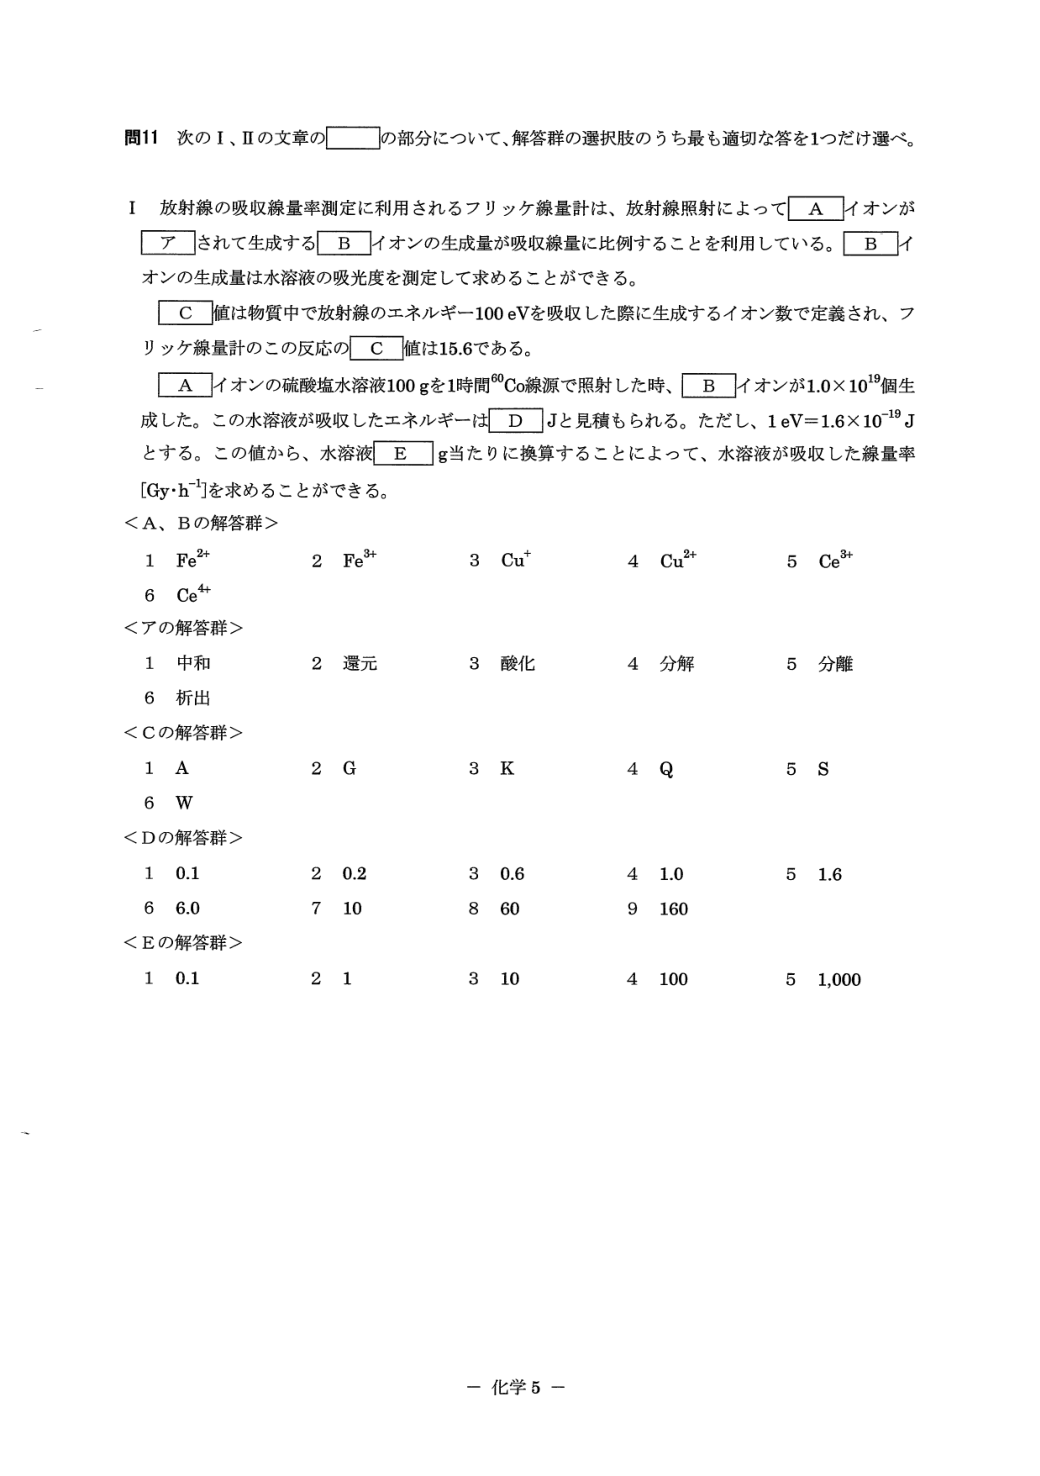 問11 次のⅠ、Ⅱの文章の　　の部分について、解答群の選択肢のうち最も適切な答を1つだけ選べ。
Ⅰ 放射線の吸収線量率測定に利用されるフリッケ線量計は、放射線照射によって A イオンが
ア されて生成する B イオンの生成量が吸収線量に比例することを利用している。 B イ
オンの生成量は水溶液の吸光度を測定して求めることができる。
C 値は物質中で放射線のエネルギー100 eVを吸収した際に生成するイオン数で定義され、フ
リッケ線量計のこの反応の C 値は15.6である。
A イオンの硫酸塩水溶液100 gを1時間⁶⁰Co線源で照射した時、 B イオンが1.0×10¹⁹個生
成した。この水溶液が吸収したエネルギーは D Jと見積もられる。ただし、1 eV=1.6×10⁻¹⁹ J
とする。この値から、水溶液 E g当たりに換算することによって、水溶液が吸収した線量率
[Gy·h⁻¹]を求めることができる。
＜A、Bの解答群＞
1 Fe²⁺ 2 Fe³⁺ 3 Cu⁺ 4 Cu²⁺ 5 Ce³⁺
6 Ce⁴⁺
＜アの解答群＞
1 中和 2 還元 3 酸化 4 分解 5 分離
6 析出
＜Cの解答群＞
1 A 2 G 3 K 4 Q 5 S
6 W
＜Dの解答群＞
1 0.1 2 0.2 3 0.6 4 1.0 5 1.6
6 6.0 7 10 8 60 9 160
＜Eの解答群＞
1 0.1 2 1 3 10 4 100 5 1,000
― 化学 5 ―